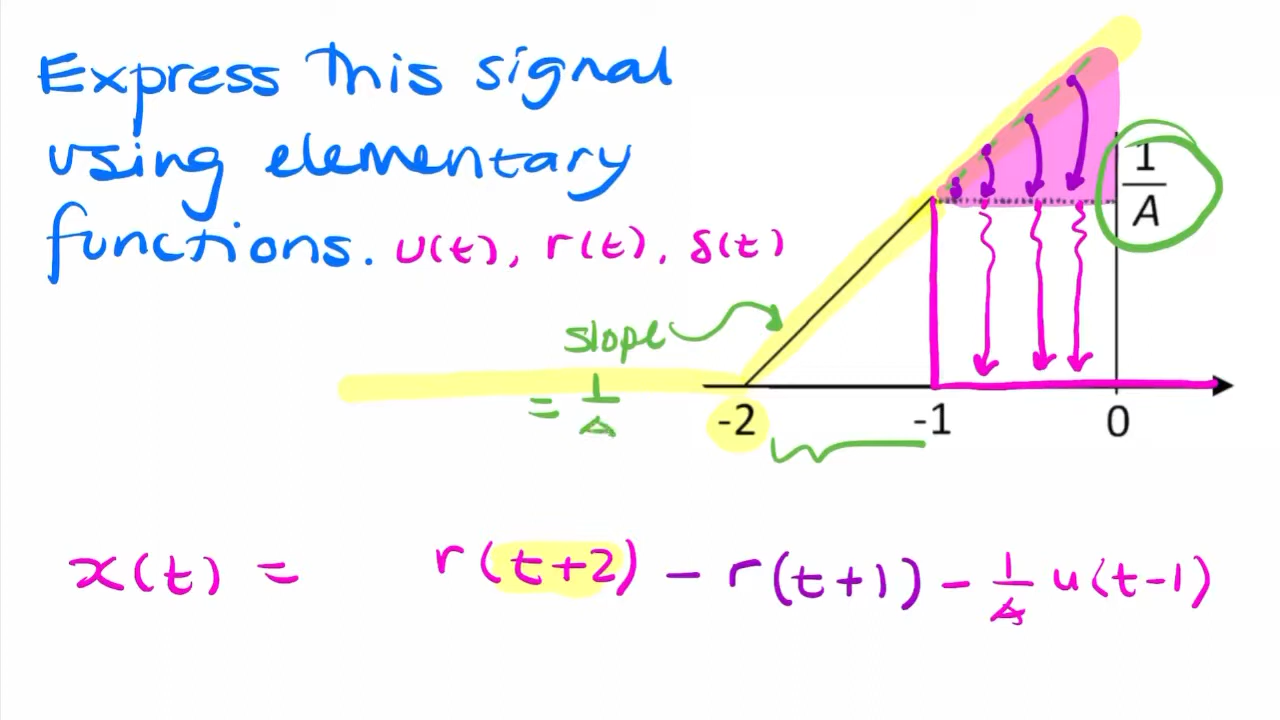 Express this signal
using elementary
functions. u(t), r(t), δ(t)
1
A
slope
= 1/A
-2 -1 0
x(t) = r(t+2) - r(t+1) - 1/A u(t-1)